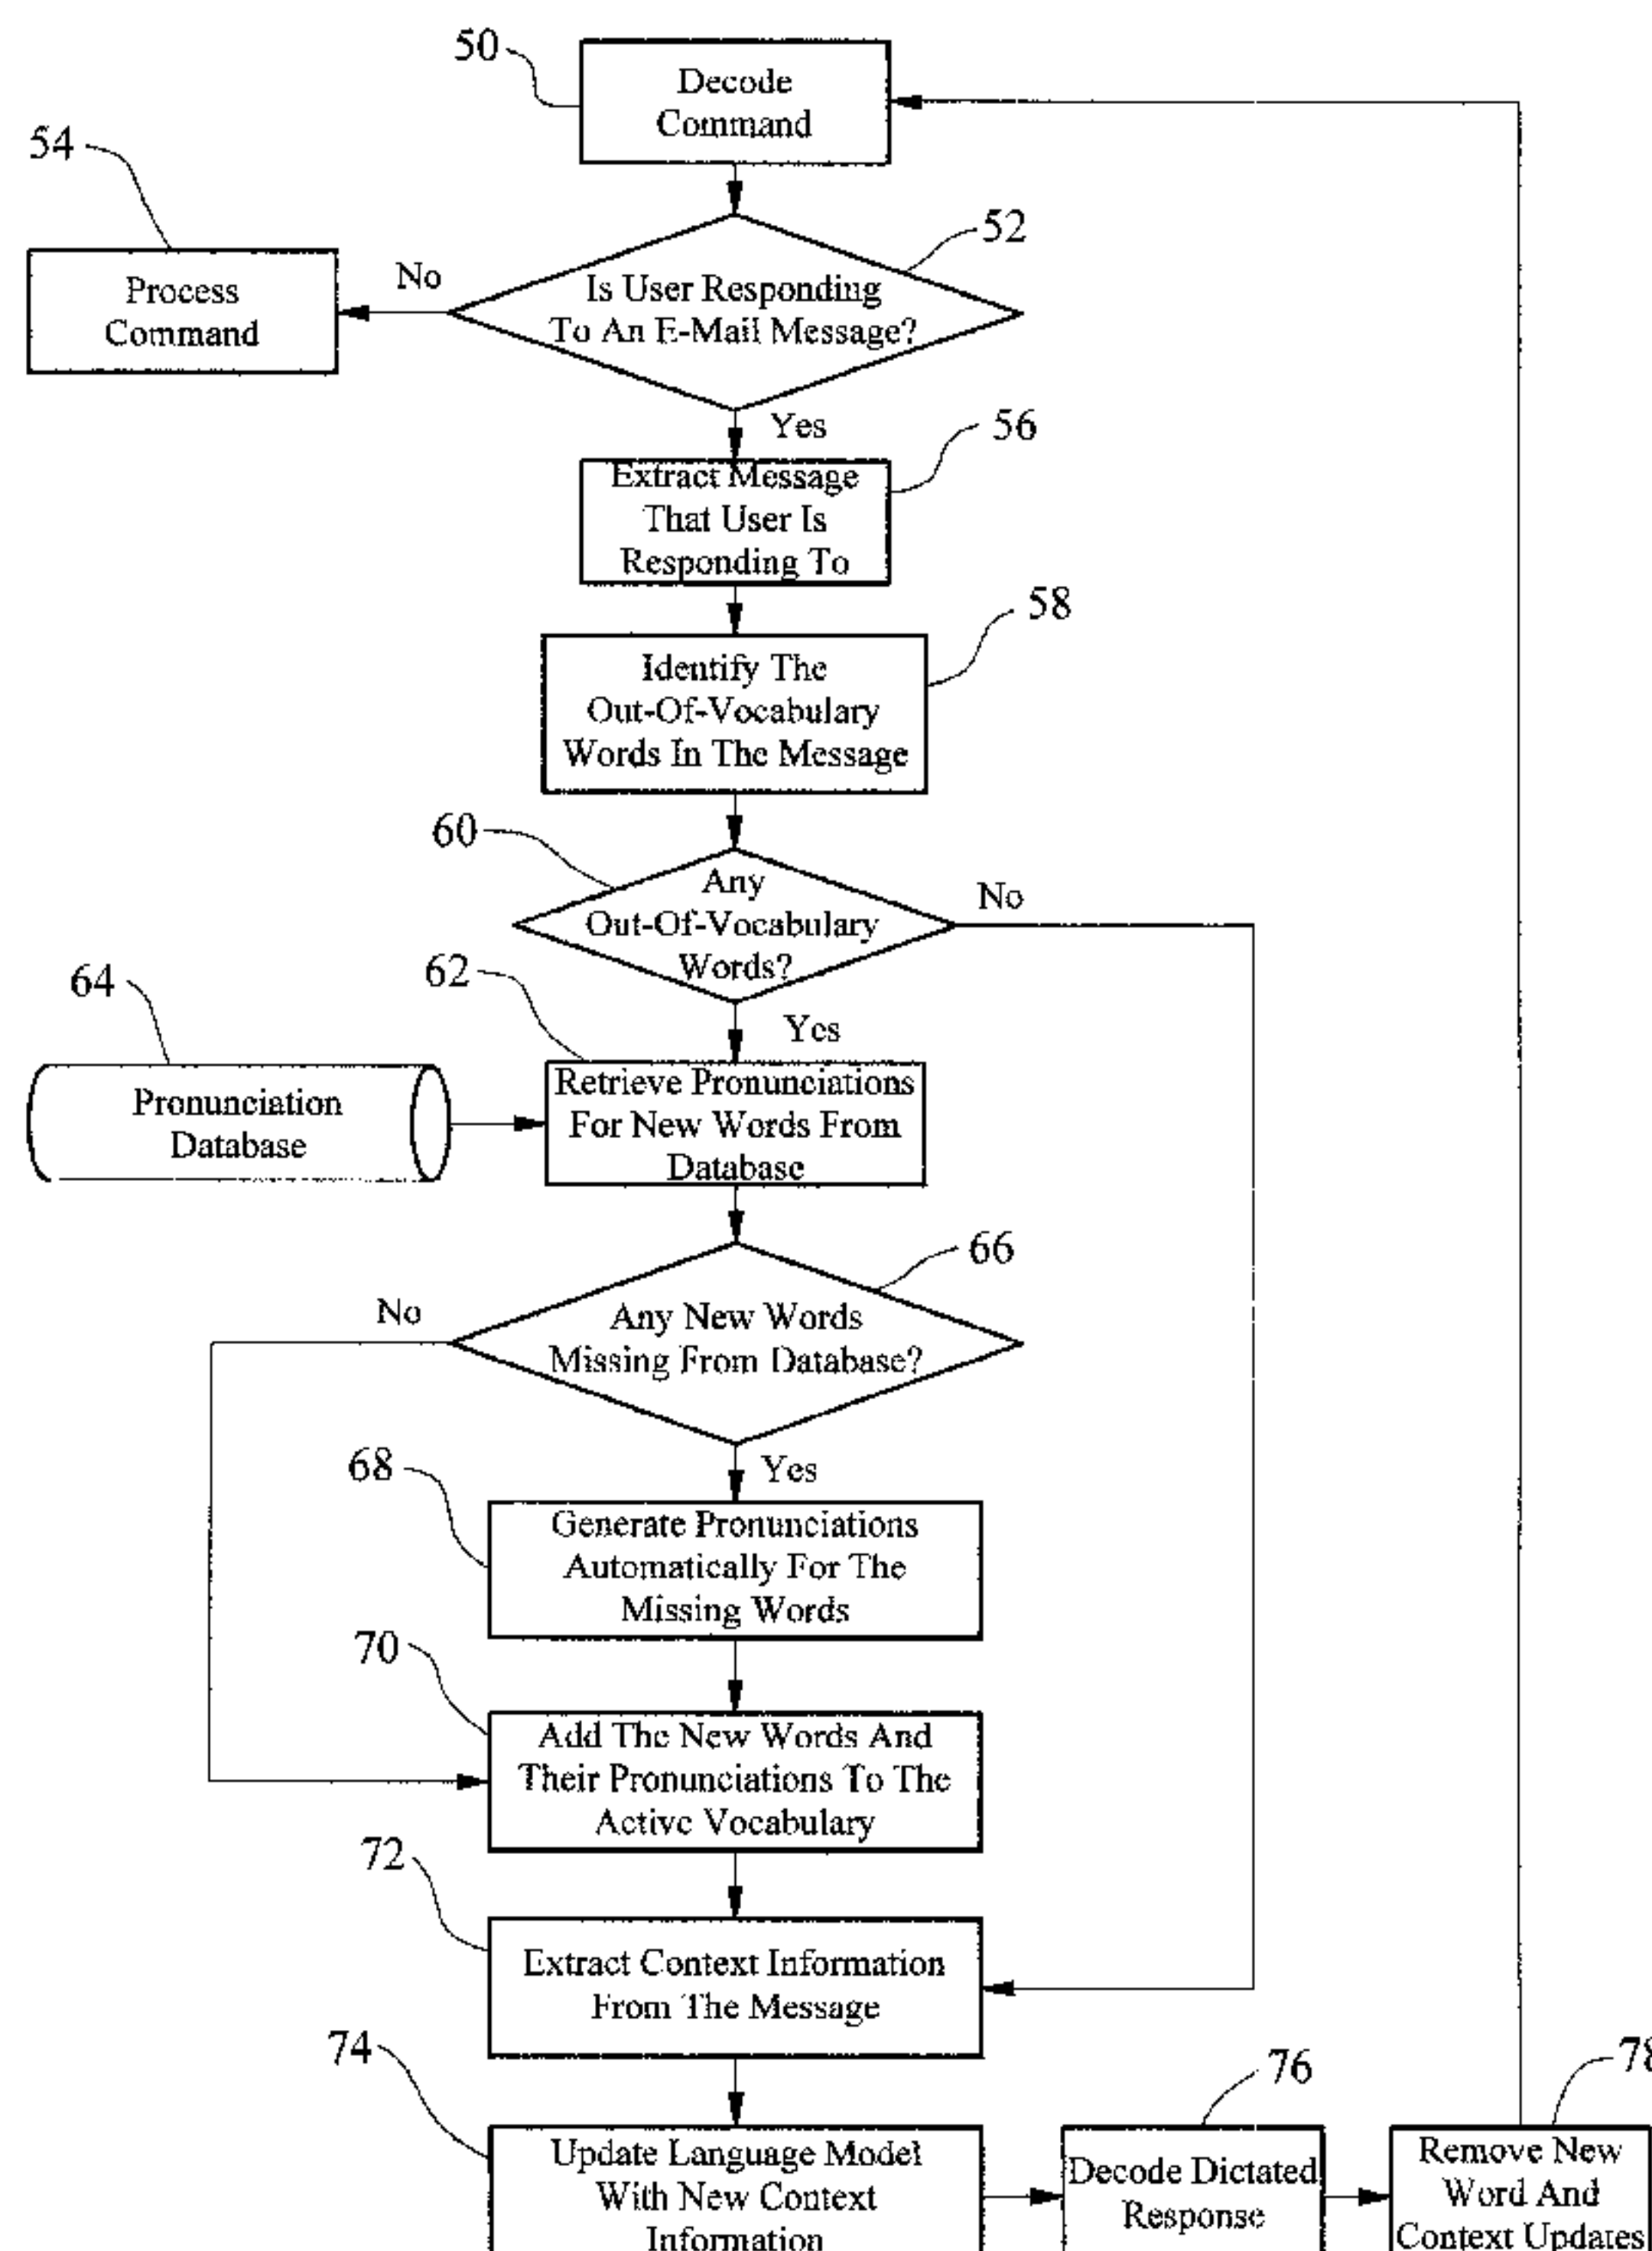 50
Decode
Command
54
52
Process
Command
No
Is User Responding
To An E-Mail Message?
Yes
56
Extract Message
That User Is
Responding To
58
Identify The
Out-Of-Vocabulary
Words In The Message
60
Any
Out-Of-Vocabulary
Words?
No
64
62
Yes
Pronunciation
Database
Retrieve Pronunciations
For New Words From
Database
66
No
Any New Words
Missing From Database?
68
Yes
Generate Pronunciations
Automatically For The
Missing Words
70
Add The New Words And
Their Pronunciations To The
Active Vocabulary
72
Extract Context Information
From The Message
74
76
78
Update Language Model
With New Context
Information
Decode Dictated
Response
Remove New
Word And
Context Updates